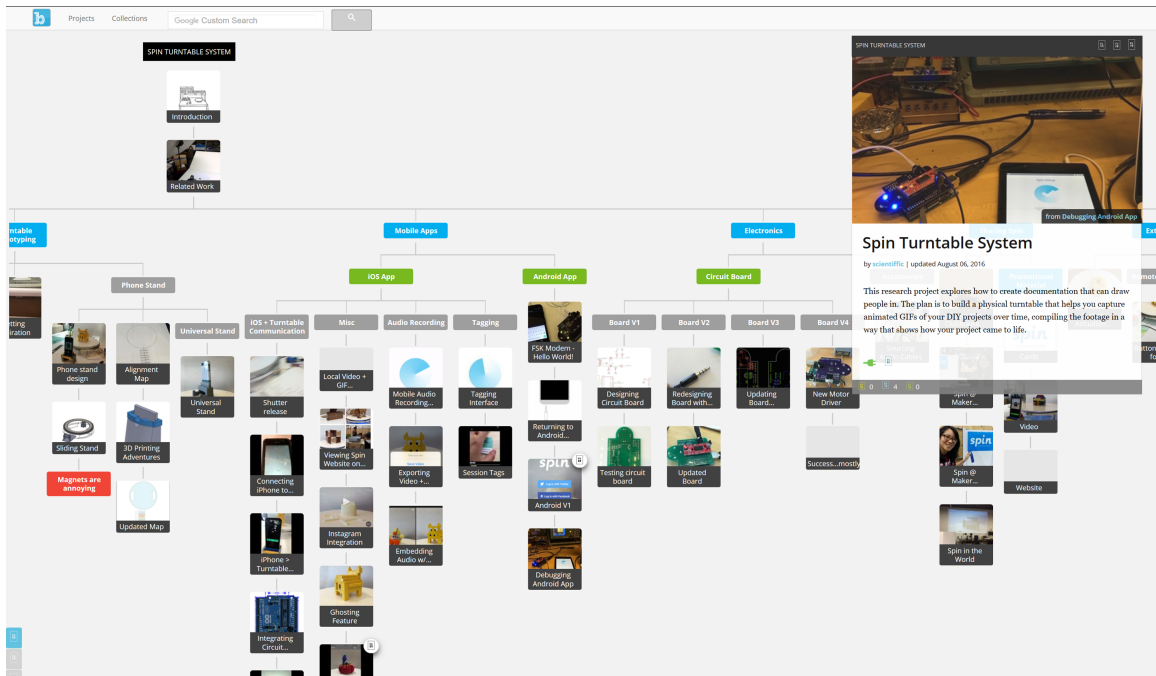 b
Projects
Collections
Google Custom Search
SPIN TURNTABLE SYSTEM
Introduction
Related Work
Mobile Apps
Electronics
Phone Stand
iOS App
Android App
Circuit Board
Universal Stand
iOS + Turntable
Communication
Misc
Audio Recording
Tagging
Board V1
Board V2
Board V3
Board V4
Phone stand
design
Alignment
Map
Universal
Stand
Shutter
release
Local Video +
GIF...
Mobile Audio
Recording...
Tagging
Interface
FSK Modem -
Hello World!
Designing
Circuit Board
Redesigning
Board with...
Updating
Board...
New Motor
Driver
Sliding Stand
3D Printing
Adventures
Connecting
iPhone to...
Viewing Spin
Website on...
Exporting
Video +...
Session Tags
Returning to
Android...
Testing circuit
board
Updated
Board
Success...mostly
Magnets are
annoying
Updated Map
iPhone >
Turntable...
Instagram
Integration
Embedding
Audio w/...
spin
Android V1
Debugging
Android App
Integrating
Circuit...
Ghosting
Feature
SPIN TURNTABLE SYSTEM
from Debugging Android App
Spin Turntable System
by scientiffic | updated August 06, 2016
This research project explores how to create documentation that can draw
people in. The plan is to build a physical turntable that helps you capture
animated GIFs of your DIY projects over time, compiling the footage in a
way that shows how your project came to life.
0 4 0
Spin @
Maker...
Video
spin
Spin @
Maker...
Website
Spin in the
World